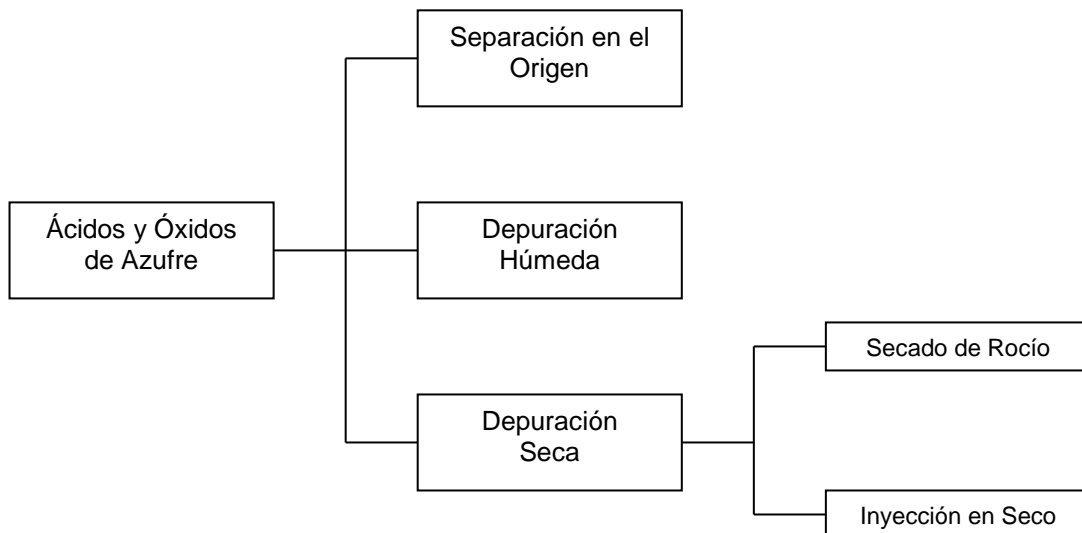 Separación en el
Origen
Ácidos y Óxidos
de Azufre
Depuración
Húmeda
Secado de Rocío
Depuración
Seca
Inyección en Seco